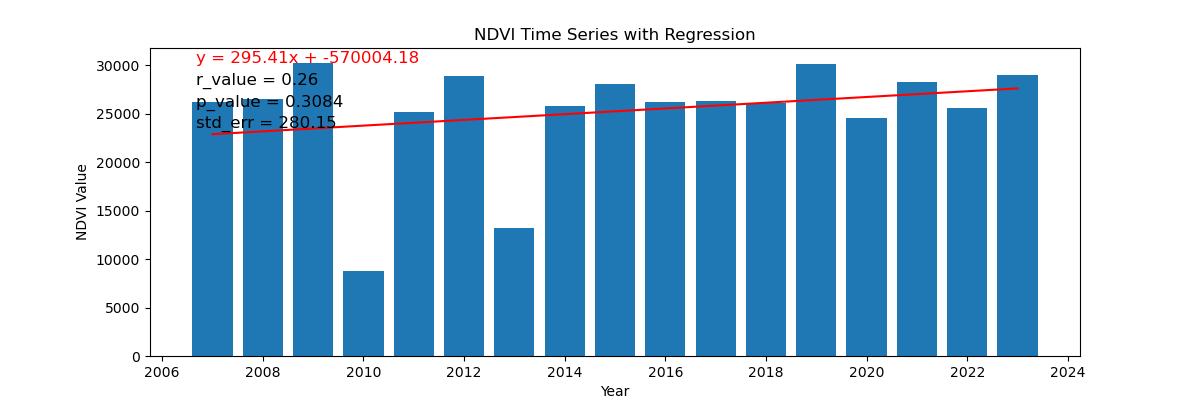 NDVI Time Series with Regression
y = 295.41x + -570004.18
r_value = 0.26
p_value = 0.3084
std_err = 280.15
NDVI Value
30000
25000
20000
15000
10000
5000
0
2006 2008 2010 2012 2014 2016 2018 2020 2022 2024
Year